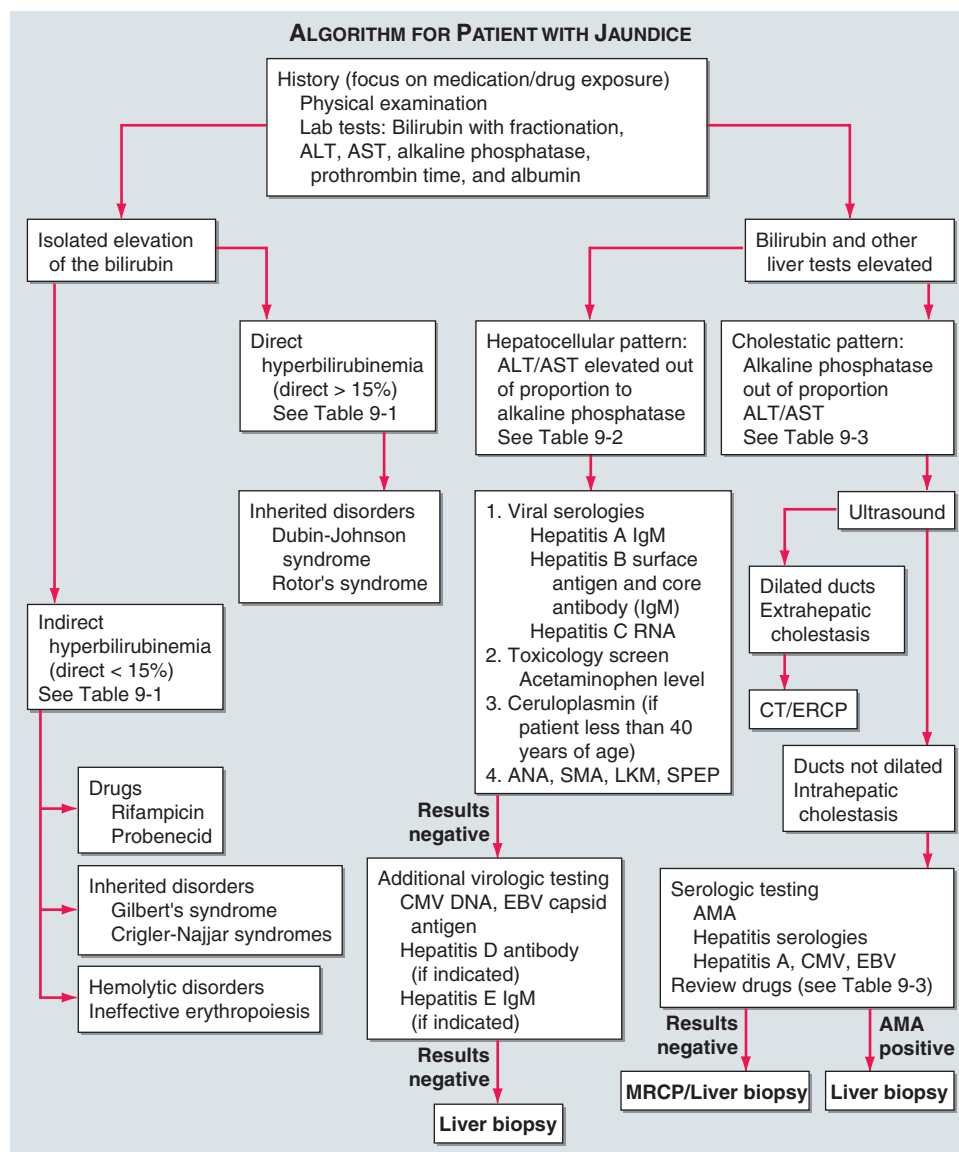 ALGORITHM FOR PATIENT WITH JAUNDICE
History (focus on medication/drug exposure)
Physical examination
Lab tests: Bilirubin with fractionation,
ALT, AST, alkaline phosphatase,
prothrombin time, and albumin
Isolated elevation
of the bilirubin
Bilirubin and other
liver tests elevated
Direct
hyperbilirubinemia
(direct > 15%)
See Table 9-1
Hepatocellular pattern:
ALT/AST elevated out
of proportion to
alkaline phosphatase
See Table 9-2
Cholestatic pattern:
Alkaline phosphatase
out of proportion
ALT/AST
See Table 9-3
Inherited disorders
Dubin-Johnson
syndrome
Rotor's syndrome
1. Viral serologies
Hepatitis A IgM
Hepatitis B surface
antigen and core
antibody (IgM)
Hepatitis C RNA
2. Toxicology screen
Acetaminophen level
3. Ceruloplasmin (if
patient less than 40
years of age)
4. ANA, SMA, LKM, SPEP
Ultrasound
Dilated ducts
Extrahepatic
cholestasis
CT/ERCP
Indirect
hyperbilirubinemia
(direct < 15%)
See Table 9-1
Ducts not dilated
Intrahepatic
cholestasis
Drugs
Rifampicin
Probenecid
Results
negative
Inherited disorders
Gilbert's syndrome
Crigler-Najjar syndromes
Additional virologic testing
CMV DNA, EBV capsid
antigen
Hepatitis D antibody
(if indicated)
Hepatitis E IgM
(if indicated)
Serologic testing
AMA
Hepatitis serologies
Hepatitis A, CMV, EBV
Review drugs (see Table 9-3)
Hemolytic disorders
Ineffective erythropoiesis
Results
negative
Liver biopsy
Results
negative
AMA
positive
MRCP/Liver biopsy
Liver biopsy